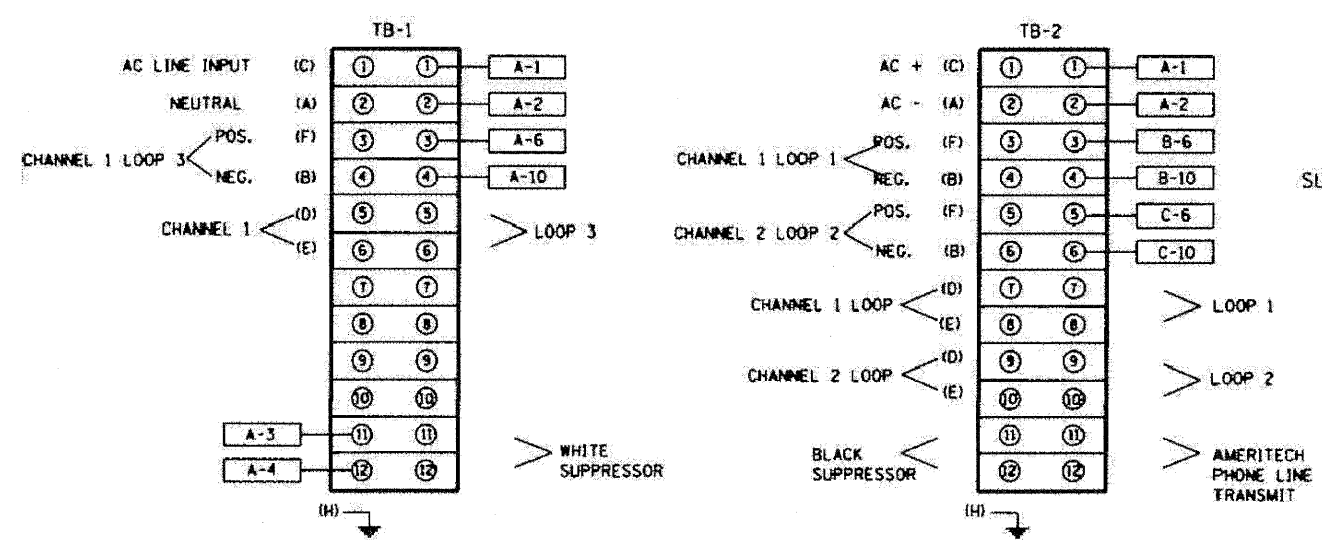 TB-1
AC LINE INPUT (C) 1 1 A-1
NEUTRAL (A) 2 2 A-2
CHANNEL 1 LOOP 3
POS. (F) 3 3 A-6
NEG. (B) 4 4 A-10
CHANNEL 1
(D) 5 5
(E) 6 6
LOOP 3
7 7
8 8
9 9
10 10
A-3 11 11
A-4 12 12
WHITE
SUPPRESSOR
(H)
TB-2
AC + (C) 1 1 A-1
AC - (A) 2 2 A-2
CHANNEL 1 LOOP 1
POS. (F) 3 3 B-6
NEG. (B) 4 4 B-10
CHANNEL 2 LOOP 2
POS. (F) 5 5 C-6
NEG. (B) 6 6 C-10
CHANNEL 1 LOOP
(D) 7 7
(E) 8 8
LOOP 1
CHANNEL 2 LOOP
(D) 9 9
(E) 10 10
LOOP 2
BLACK
SUPPRESSOR
11 11
12 12
AMERITECH
PHONE LINE
TRANSMIT
(H)